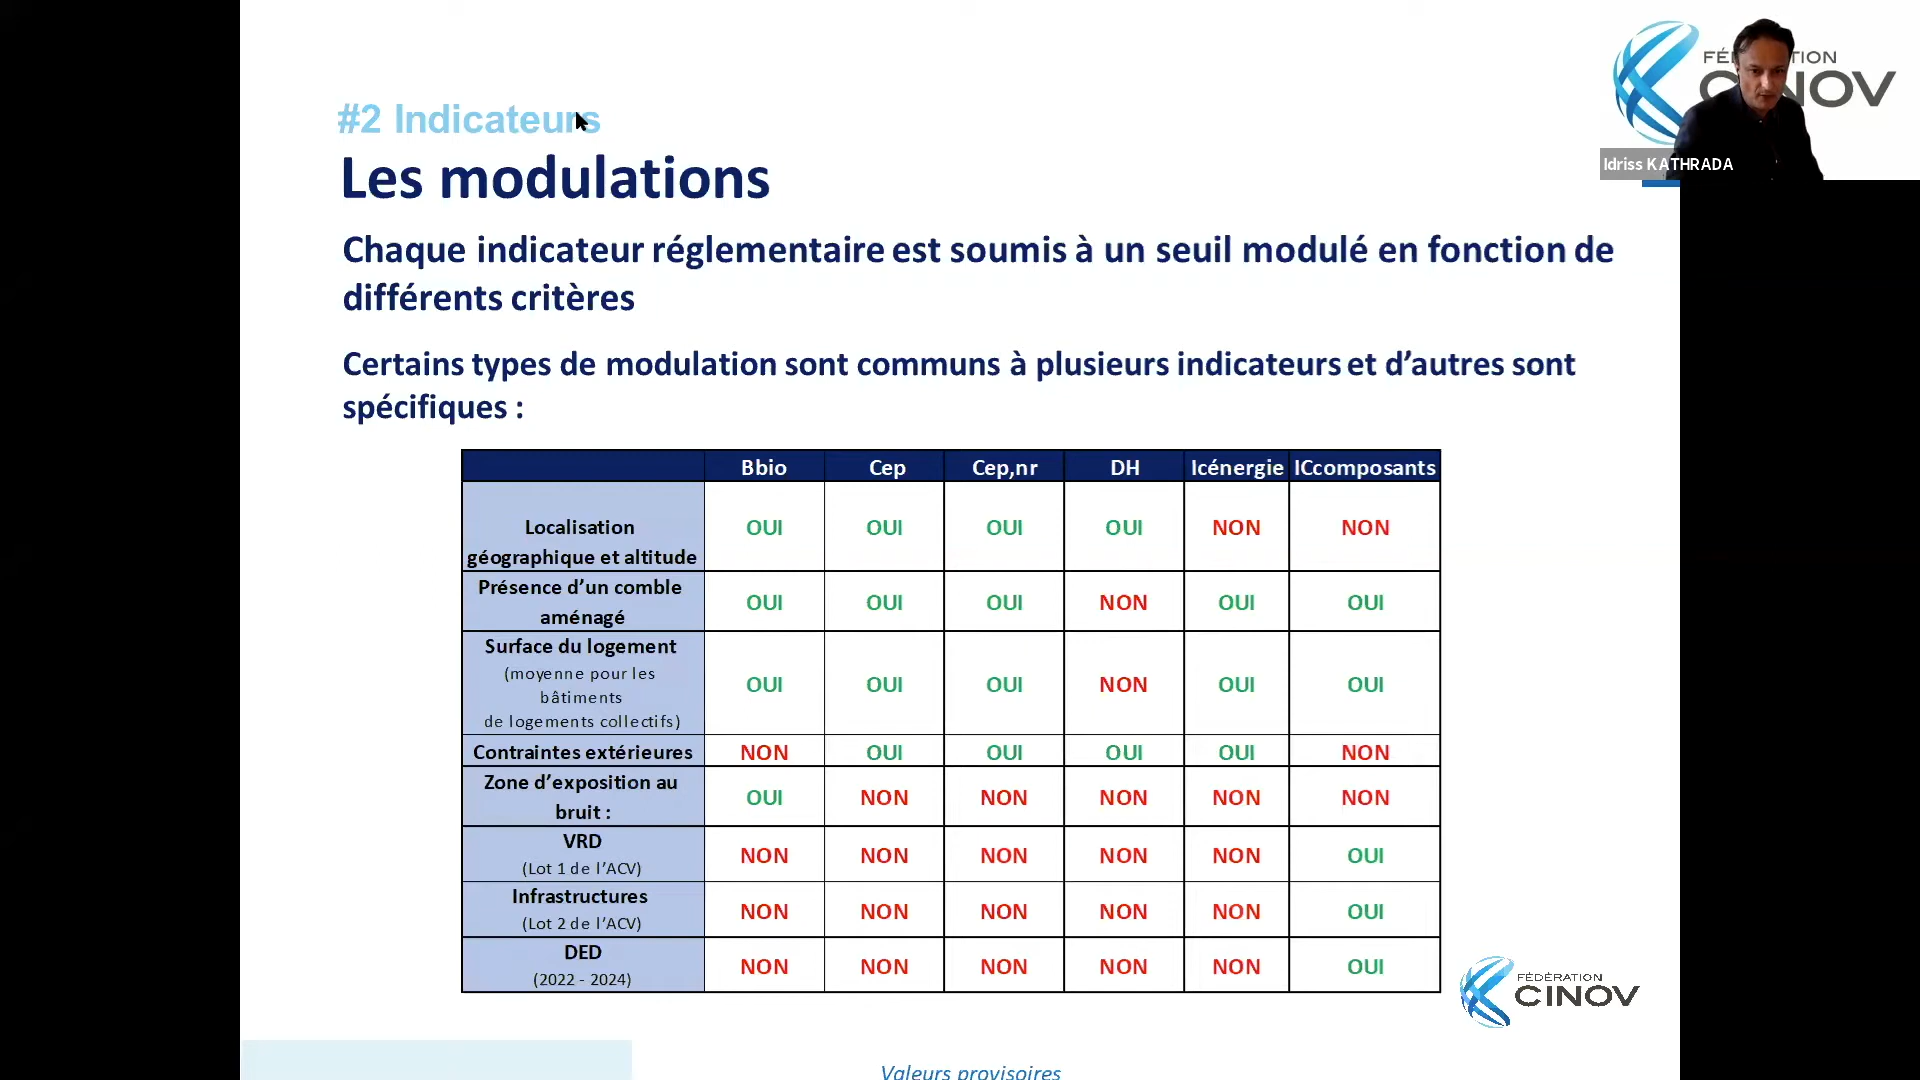 #2 Indicateurs
Les modulations
Chaque indicateur réglementaire est soumis à un seuil modulé en fonction de
différents critères
Certains types de modulation sont communs à plusieurs indicateurs et d’autres sont
spécifiques :
Bbio Cep Cep,nr DH Icénergie ICcomposants
Localisation
géographique et altitude
OUI OUI OUI OUI NON NON
Présence d’un comble
aménagé
OUI OUI OUI NON OUI OUI
Surface du logement
(moyenne pour les
bâtiments
de logements collectifs)
OUI OUI OUI NON OUI OUI
Contraintes extérieures NON OUI OUI OUI OUI NON
Zone d’exposition au
bruit :
OUI NON NON NON NON NON
VRD
(Lot 1 de l’ACV)
NON NON NON NON NON OUI
Infrastructures
(Lot 2 de l’ACV)
NON NON NON NON NON OUI
DED
(2022 - 2024)
NON NON NON NON NON OUI
Valeurs provisoires
FÉDÉRATION
CINOV
Idriss KATHRADA